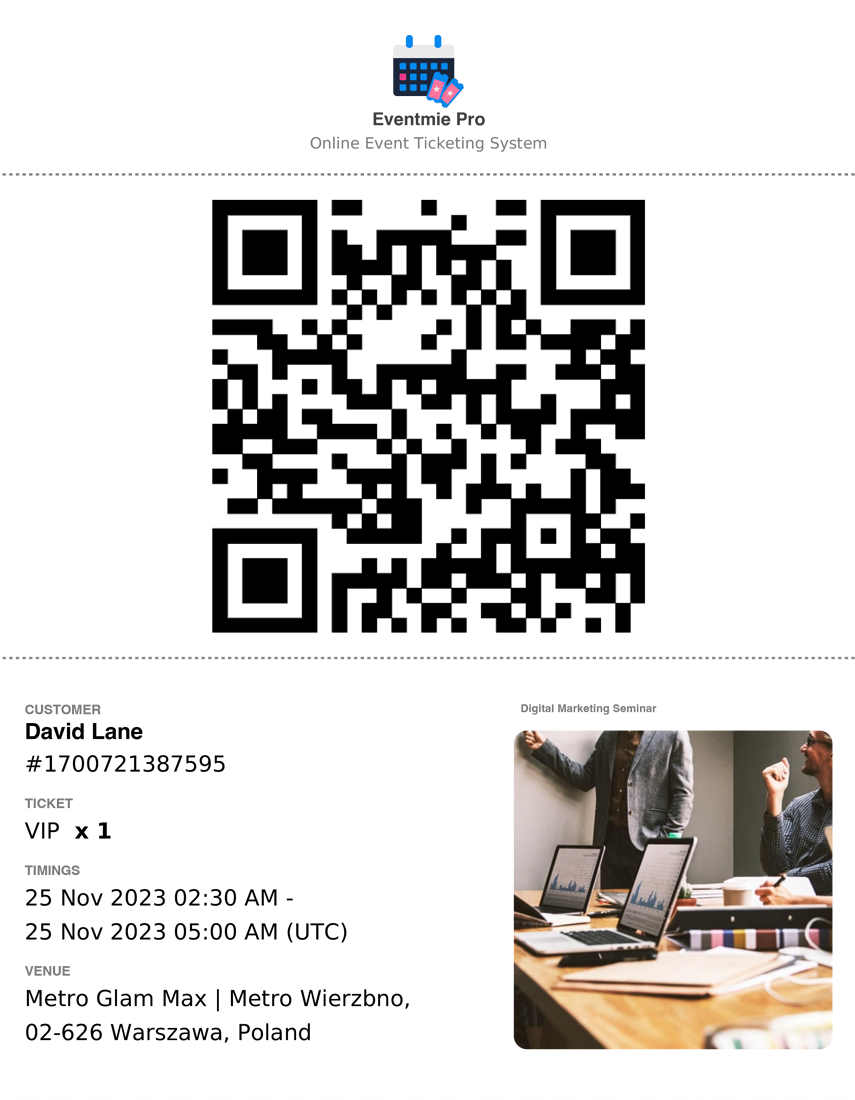 Eventmie Pro
Online Event Ticketing System
CUSTOMER
David Lane
#1700721387595
TICKET
VIP x 1
TIMINGS
25 Nov 2023 02:30 AM -
25 Nov 2023 05:00 AM (UTC)
VENUE
Metro Glam Max | Metro Wierzbno,
02-626 Warszawa, Poland
Digital Marketing Seminar